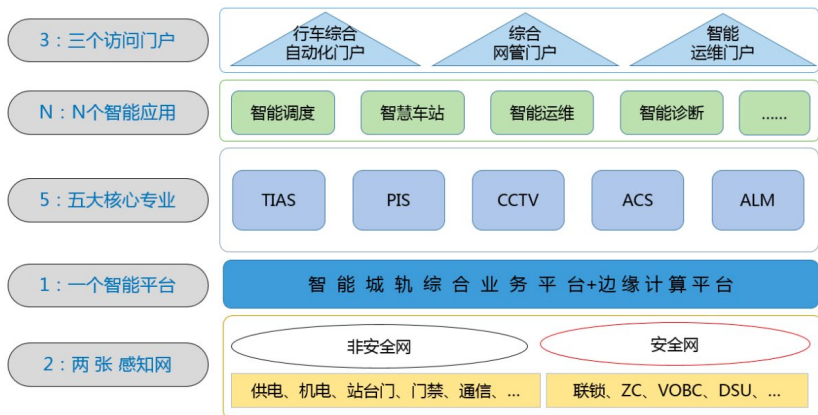 3：三个访问门户
行车综合
自动化门户
综合
网管门户
智能
运维门户
N：N个智能应用
智能调度
智慧车站
智能运维
智能诊断
......
5：五大核心专业
TIAS
PIS
CCTV
ACS
ALM
1：一个智能平台
智能城轨综合业务平台+边缘计算平台
2：两张感知网
非安全网
安全网
供电、机电、站台门、门禁、通信、...
联锁、ZC、VOBC、DSU、...